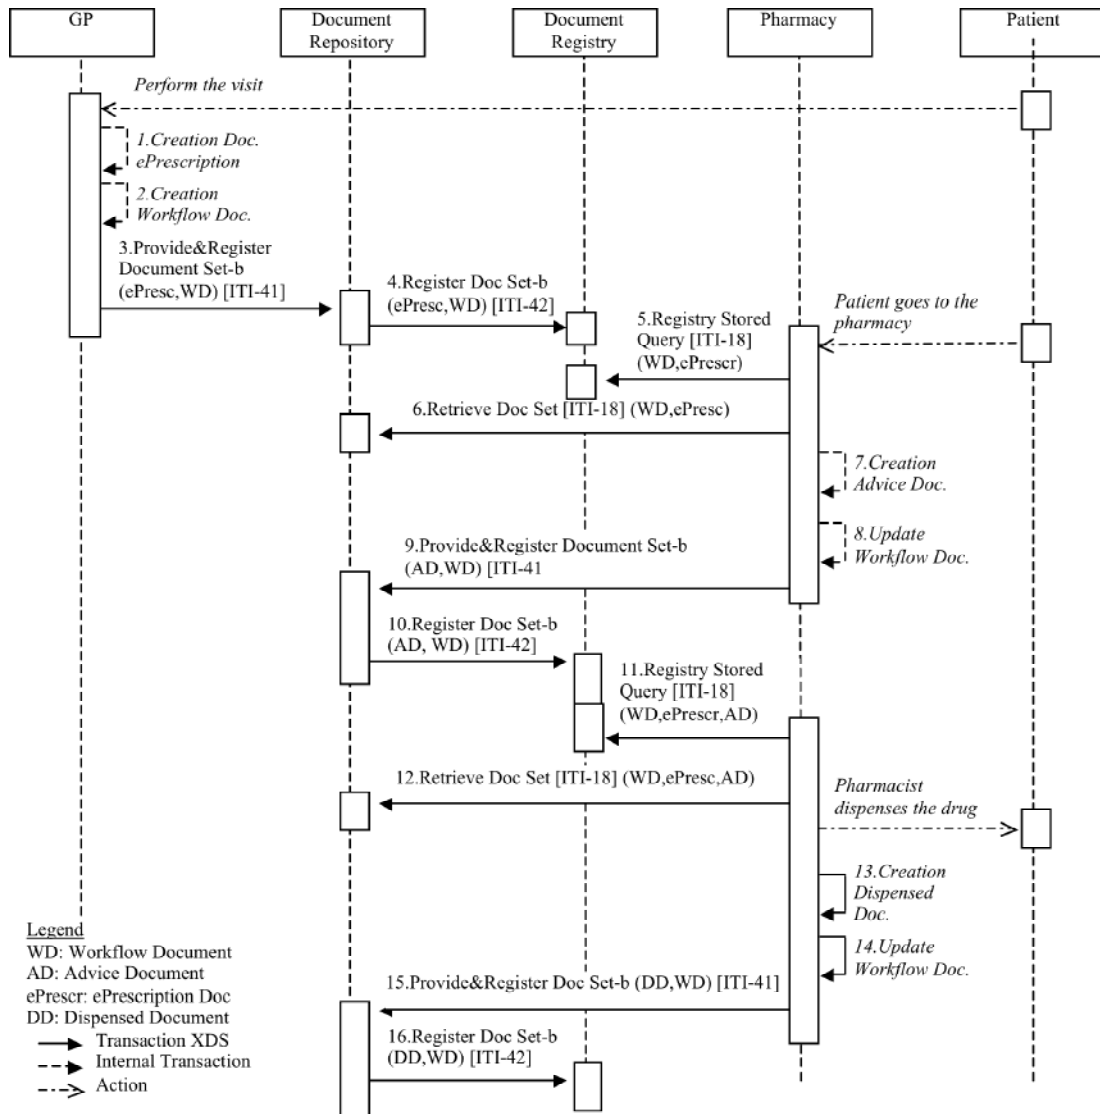 GP
Document
Repository
Document
Registry
Pharmacy
Patient
Perform the visit
1.Creation Doc.
ePrescription
2.Creation
Workflow Doc.
3.Provide&Register
Document Set-b
(ePresc,WD) [ITI-41]
4.Register Doc Set-b
(ePresc,WD) [ITI-42]
5.Registry Stored
Query [ITI-18]
(WD,ePrescr)
Patient goes to the
pharmacy
6.Retrieve Doc Set [ITI-18] (WD,ePresc)
7.Creation
Advice Doc.
8.Update
Workflow Doc.
9.Provide&Register Document Set-b
(AD,WD) [ITI-41
10.Register Doc Set-b
(AD, WD) [ITI-42]
11.Registry Stored
Query [ITI-18]
(WD,ePrescr,AD)
12.Retrieve Doc Set [ITI-18] (WD,ePresc,AD)
Pharmacist
dispenses the drug
13.Creation
Dispensed
Doc.
14.Update
Workflow Doc.
15.Provide&Register Doc Set-b (DD,WD) [ITI-41]
16.Register Doc Set-b
(DD,WD) [ITI-42]
Legend
WD: Workflow Document
AD: Advice Document
ePrescr: ePrescription Doc
DD: Dispensed Document
Transaction XDS
Internal Transaction
Action